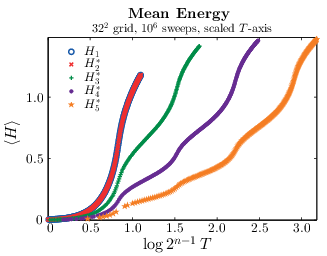 Mean Energy
32² grid, 10⁶ sweeps, scaled T-axis
H₁
H₂*
H₃*
H₄*
H₅*
⟨H⟩
1.0
0.5
0
0 0.5 1.0 1.5 2.0 2.5 3.0
log 2ⁿ⁻¹ T